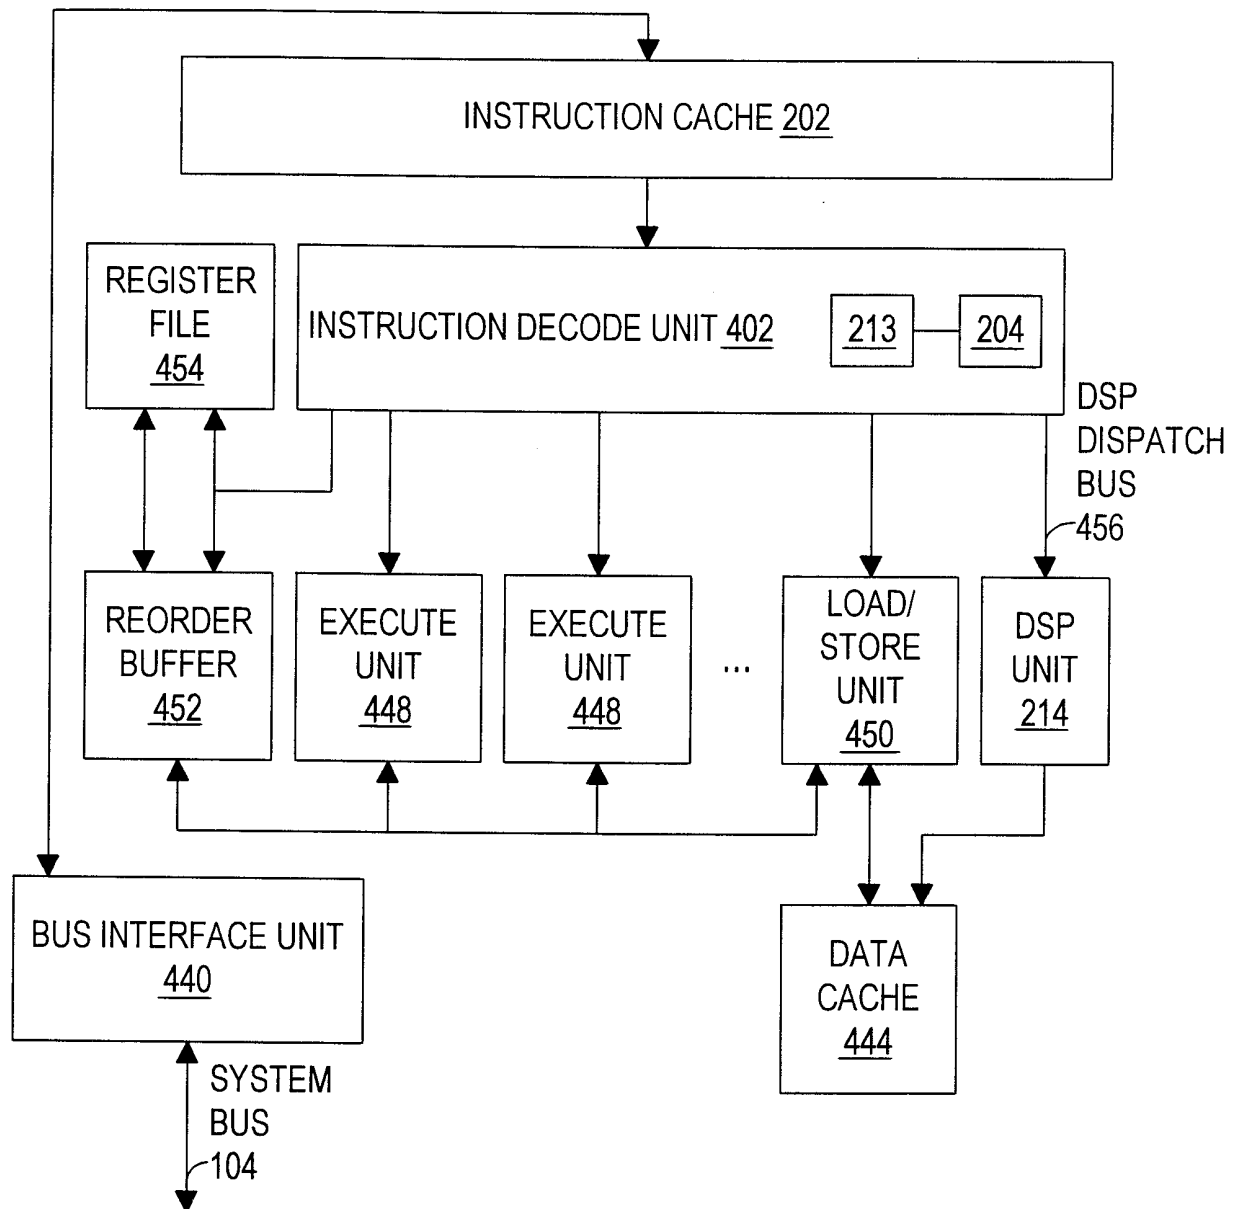 INSTRUCTION CACHE 202
REGISTER
FILE
454
INSTRUCTION DECODE UNIT 402
213
204
DSP
DISPATCH
BUS
456
REORDER
BUFFER
452
EXECUTE
UNIT
448
EXECUTE
UNIT
448
...
LOAD/
STORE
UNIT
450
DSP
UNIT
214
BUS INTERFACE UNIT
440
DATA
CACHE
444
SYSTEM
BUS
104